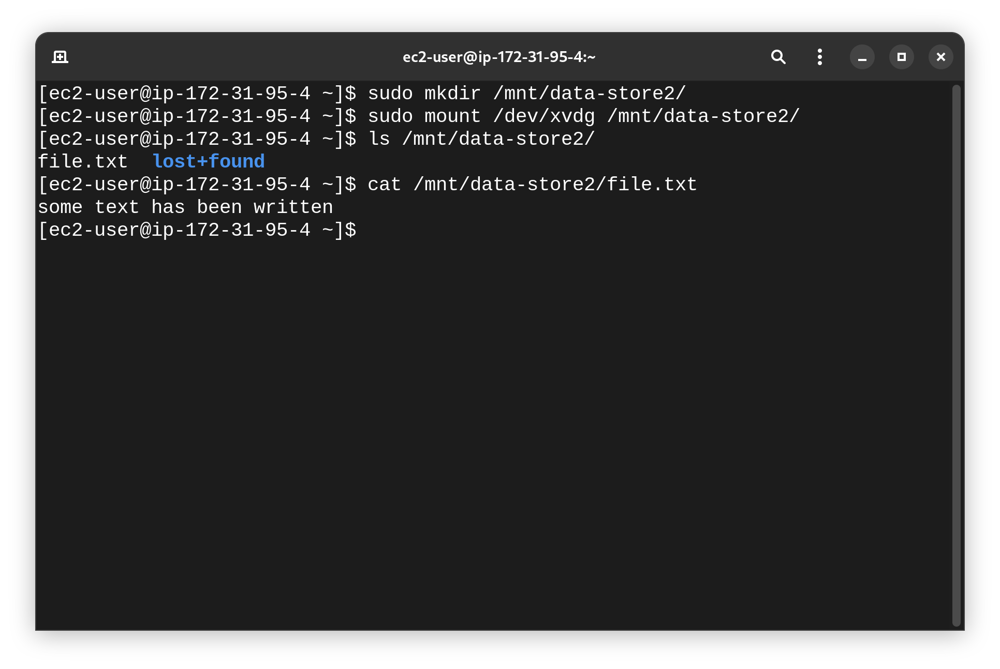 ec2-user@ip-172-31-95-4:~
[ec2-user@ip-172-31-95-4 ~]$ sudo mkdir /mnt/data-store2/
[ec2-user@ip-172-31-95-4 ~]$ sudo mount /dev/xvdg /mnt/data-store2/
[ec2-user@ip-172-31-95-4 ~]$ ls /mnt/data-store2/
file.txt  lost+found
[ec2-user@ip-172-31-95-4 ~]$ cat /mnt/data-store2/file.txt
some text has been written
[ec2-user@ip-172-31-95-4 ~]$